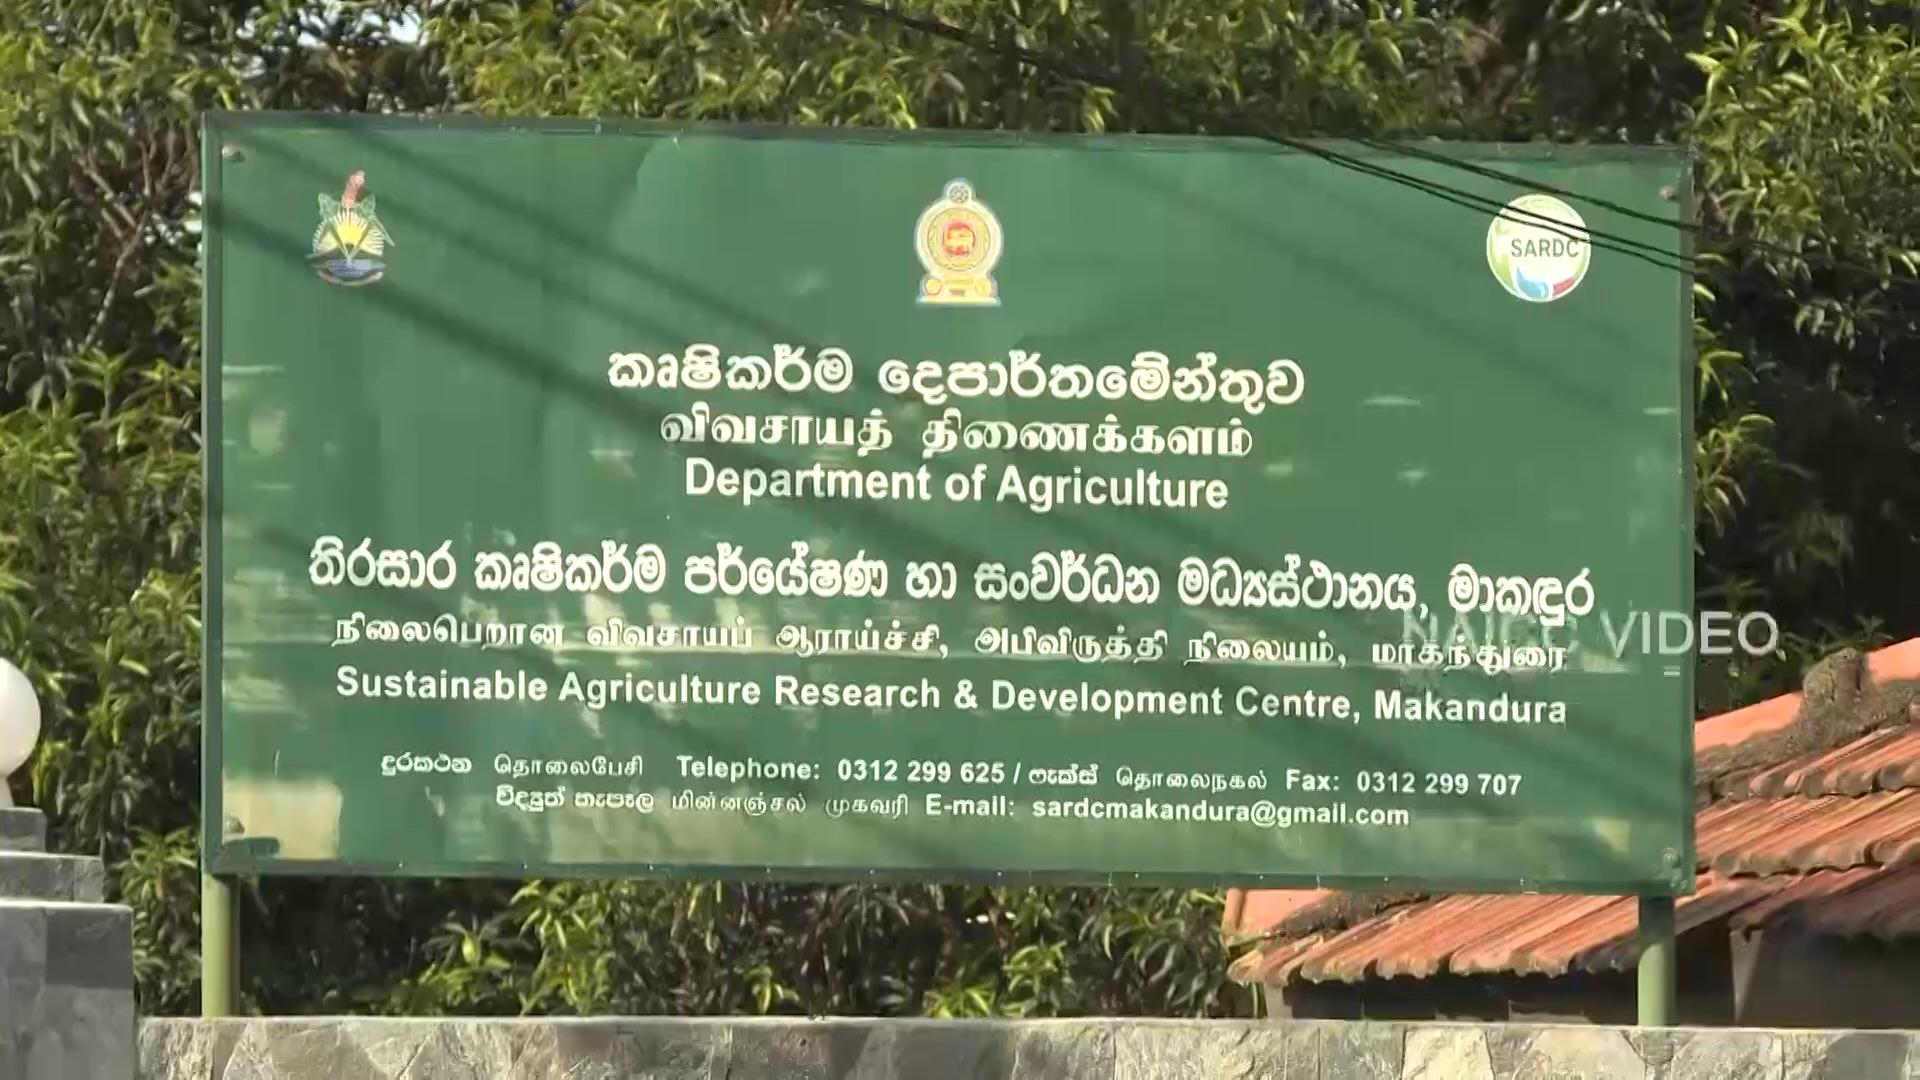 SARDC
කෘෂිකර්ම දෙපාර්තමේන්තුව
விவசாயத் திணைக்களம்
Department of Agriculture
තිරසාර කෘෂිකර්ම පර්යේෂණ හා සංවර්ධන මධ්‍යස්ථානය, මාකඳුර
நிலைபெறான விவசாயப் ஆராய்ச்சி, அபிவிருத்தி நிலையம், மாகந்துரை
Sustainable Agriculture Research & Development Centre, Makandura
දුරකථන தொலைபேசி Telephone: 0312 299 625 / ෆැක්ස් தொலைநகல் Fax: 0312 299 707
විද්‍යුත් තැපෑල மின்னஞ்சல் முகவரி E-mail: sardcmakandura@gmail.com
VIDEO